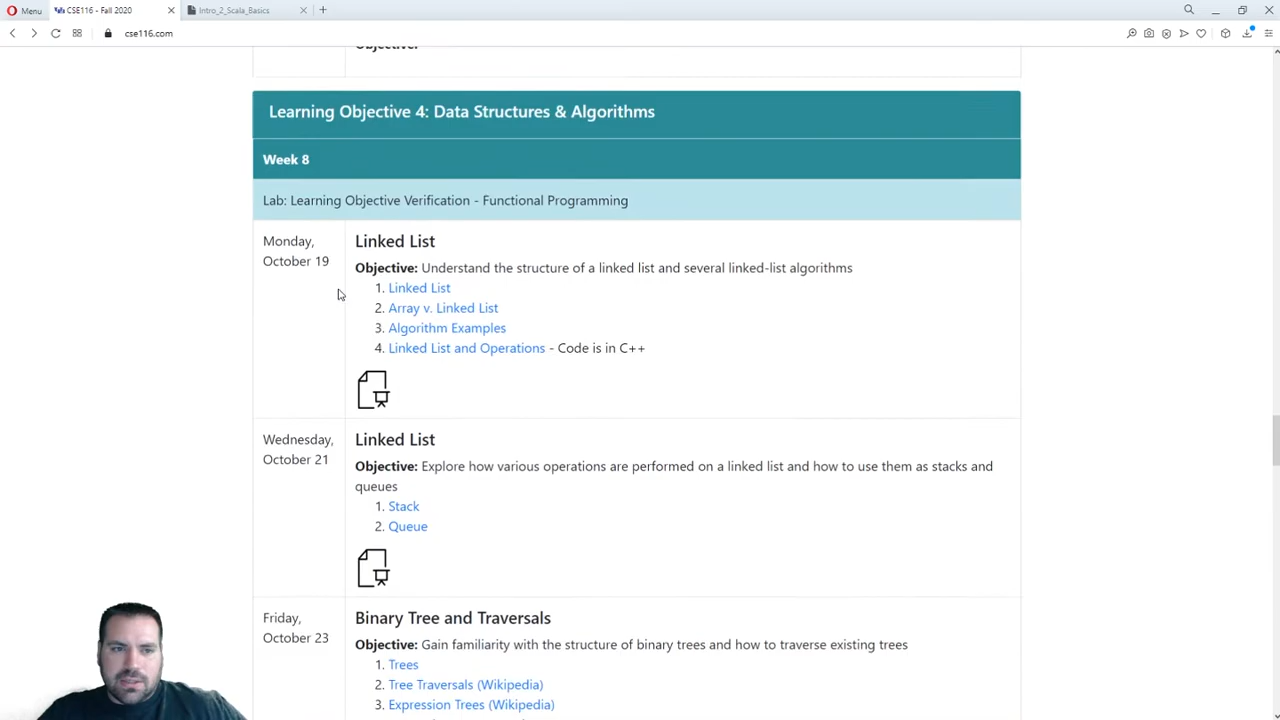 Menu
CSE116 - Fall 2020
Intro_2_Scala_Basics
cse116.com
Objective:
Learning Objective 4: Data Structures & Algorithms
Week 8
Lab: Learning Objective Verification - Functional Programming
Monday,
October 19
Linked List
Objective: Understand the structure of a linked list and several linked-list algorithms
1. Linked List
2. Array v. Linked List
3. Algorithm Examples
4. Linked List and Operations - Code is in C++
Wednesday,
October 21
Linked List
Objective: Explore how various operations are performed on a linked list and how to use them as stacks and
queues
1. Stack
2. Queue
Friday,
October 23
Binary Tree and Traversals
Objective: Gain familiarity with the structure of binary trees and how to traverse existing trees
1. Trees
2. Tree Traversals (Wikipedia)
3. Expression Trees (Wikipedia)